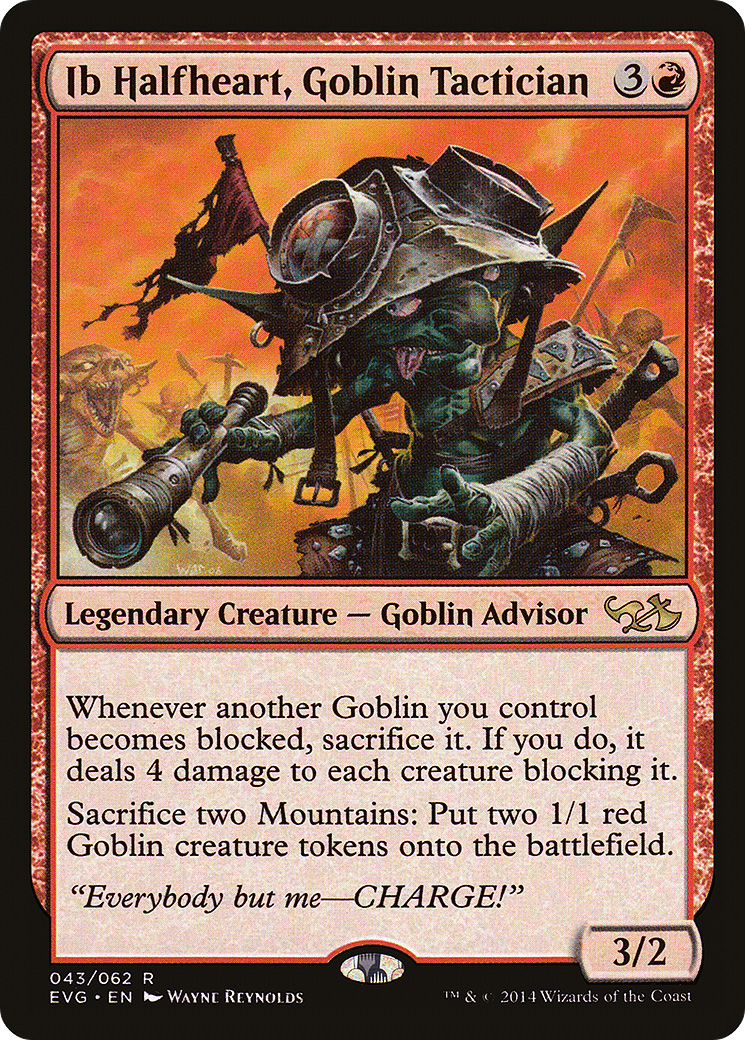 Ib Halfheart, Goblin Tactician 3
WAR.06
Legendary Creature — Goblin Advisor
Whenever another Goblin you control
becomes blocked, sacrifice it. If you do, it
deals 4 damage to each creature blocking it.
Sacrifice two Mountains: Put two 1/1 red
Goblin creature tokens onto the battlefield.
“Everybody but me—CHARGE!”
3/2
043/062 R
EVG • EN Wayne Reynolds
™ & © 2014 Wizards of the Coast